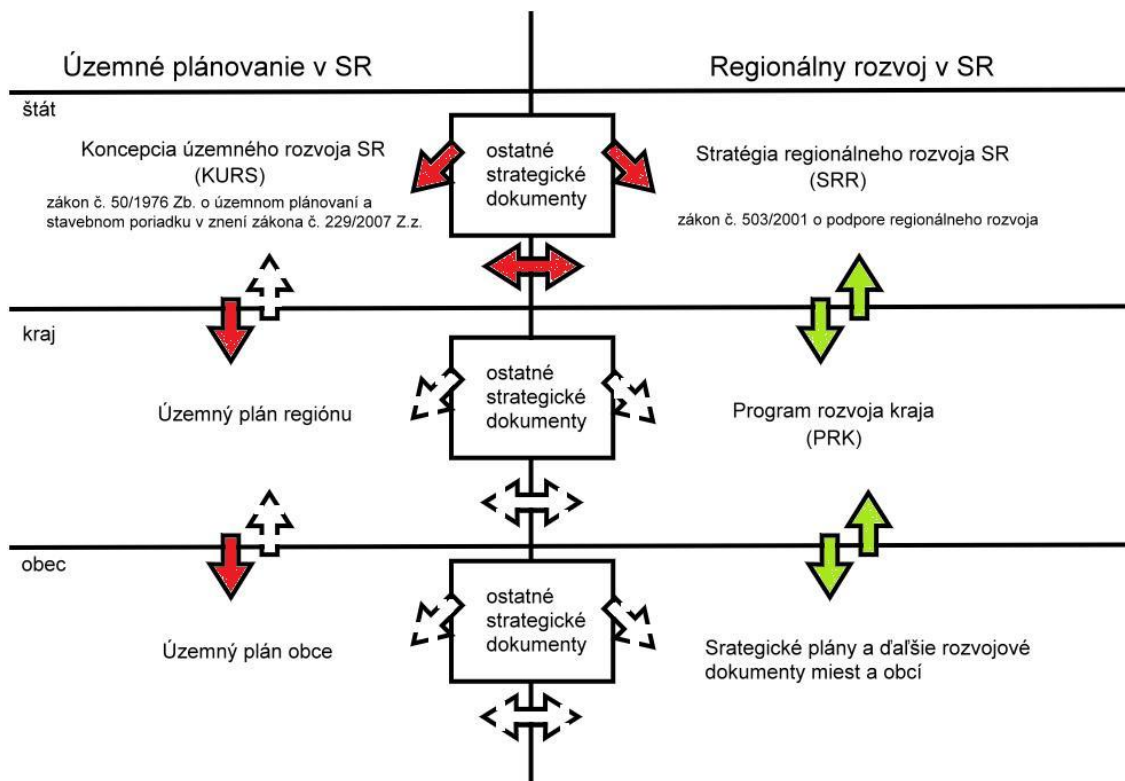 Územné plánovanie v SR
Regionálny rozvoj v SR
štát
Koncepcia územného rozvoja SR
(KURS)
zákon č. 50/1976 Zb. o územnom plánovaní a
stavebnom poriadku v znení zákona č. 229/2007 Z.z.
ostatné
strategické
dokumenty
Stratégia regionálneho rozvoja SR
(SRR)
zákon č. 503/2001 o podpore regionálneho rozvoja
kraj
Územný plán regiónu
ostatné
strategické
dokumenty
Program rozvoja kraja
(PRK)
obec
Územný plán obce
ostatné
strategické
dokumenty
Srategické plány a ďaľšie rozvojové
dokumenty miest a obcí